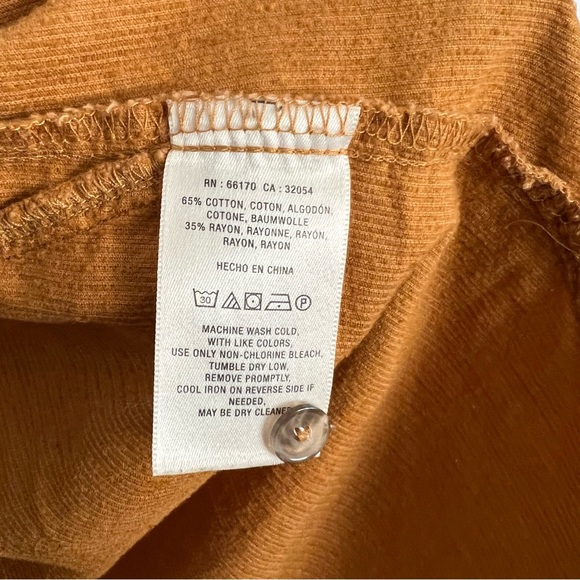 RN : 66170 CA : 32054
65% COTTON, COTON, ALGODÓN,
COTONE, BAUMWOLLE
35% RAYON, RAYONNE, RAYÓN,
RAYON, RAYON
HECHO EN CHINA
30 P
MACHINE WASH COLD,
WITH LIKE COLORS,
USE ONLY NON-CHLORINE BLEACH,
TUMBLE DRY LOW,
REMOVE PROMPTLY,
COOL IRON ON REVERSE SIDE IF
NEEDED,
MAY BE DRY CLEANE